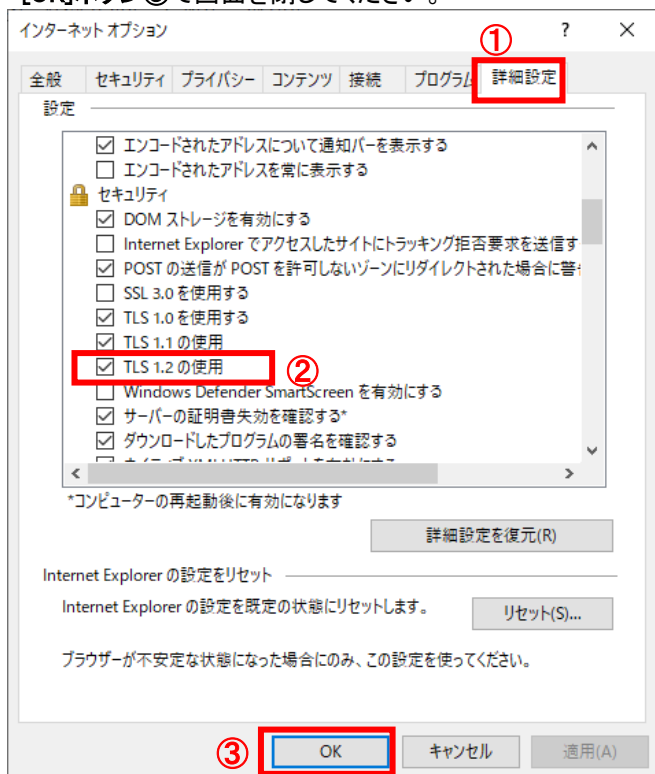 [OK]ボタン③で画面を閉じてください。
インターネット オプション
①
?
×
全般 セキュリティ プライバシー コンテンツ 接続 プログラム 詳細設定
設定
エンコードされたアドレスについて通知バーを表示する
エンコードされたアドレスを常に表示する
セキュリティ
DOM ストレージを有効にする
Internet Explorer でアクセスしたサイトにトラッキング拒否要求を送信す
POST の送信が POST を許可しないゾーンにリダイレクトされた場合に警
SSL 3.0 を使用する
TLS 1.0 を使用する
TLS 1.1 の使用
TLS 1.2 の使用 ②
Windows Defender SmartScreen を有効にする
サーバーの証明書失効を確認する*
ダウンロードしたプログラムの署名を確認する
*コンピューターの再起動後に有効になります
詳細設定を復元(R)
Internet Explorer の設定をリセット
Internet Explorer の設定を既定の状態にリセットします。 リセット(S)...
ブラウザーが不安定な状態になった場合にのみ、この設定を使ってください。
③ OK キャンセル 適用(A)